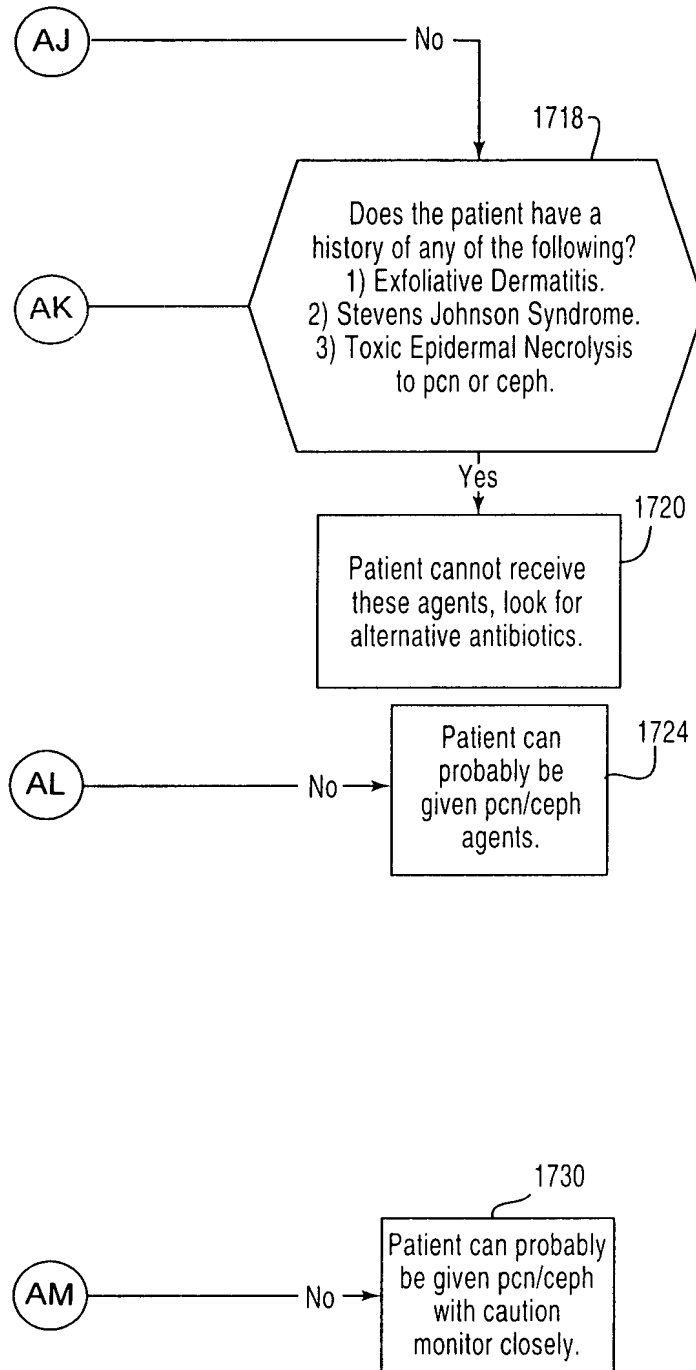 AJ
No
1718
Does the patient have a
history of any of the following?
1) Exfoliative Dermatitis.
2) Stevens Johnson Syndrome.
3) Toxic Epidermal Necrolysis
to pcn or ceph.
AK
Yes
1720
Patient cannot receive
these agents, look for
alternative antibiotics.
1724
Patient can
probably be
given pcn/ceph
agents.
AL
No
1730
Patient can probably
be given pcn/ceph
with caution
monitor closely.
AM
No